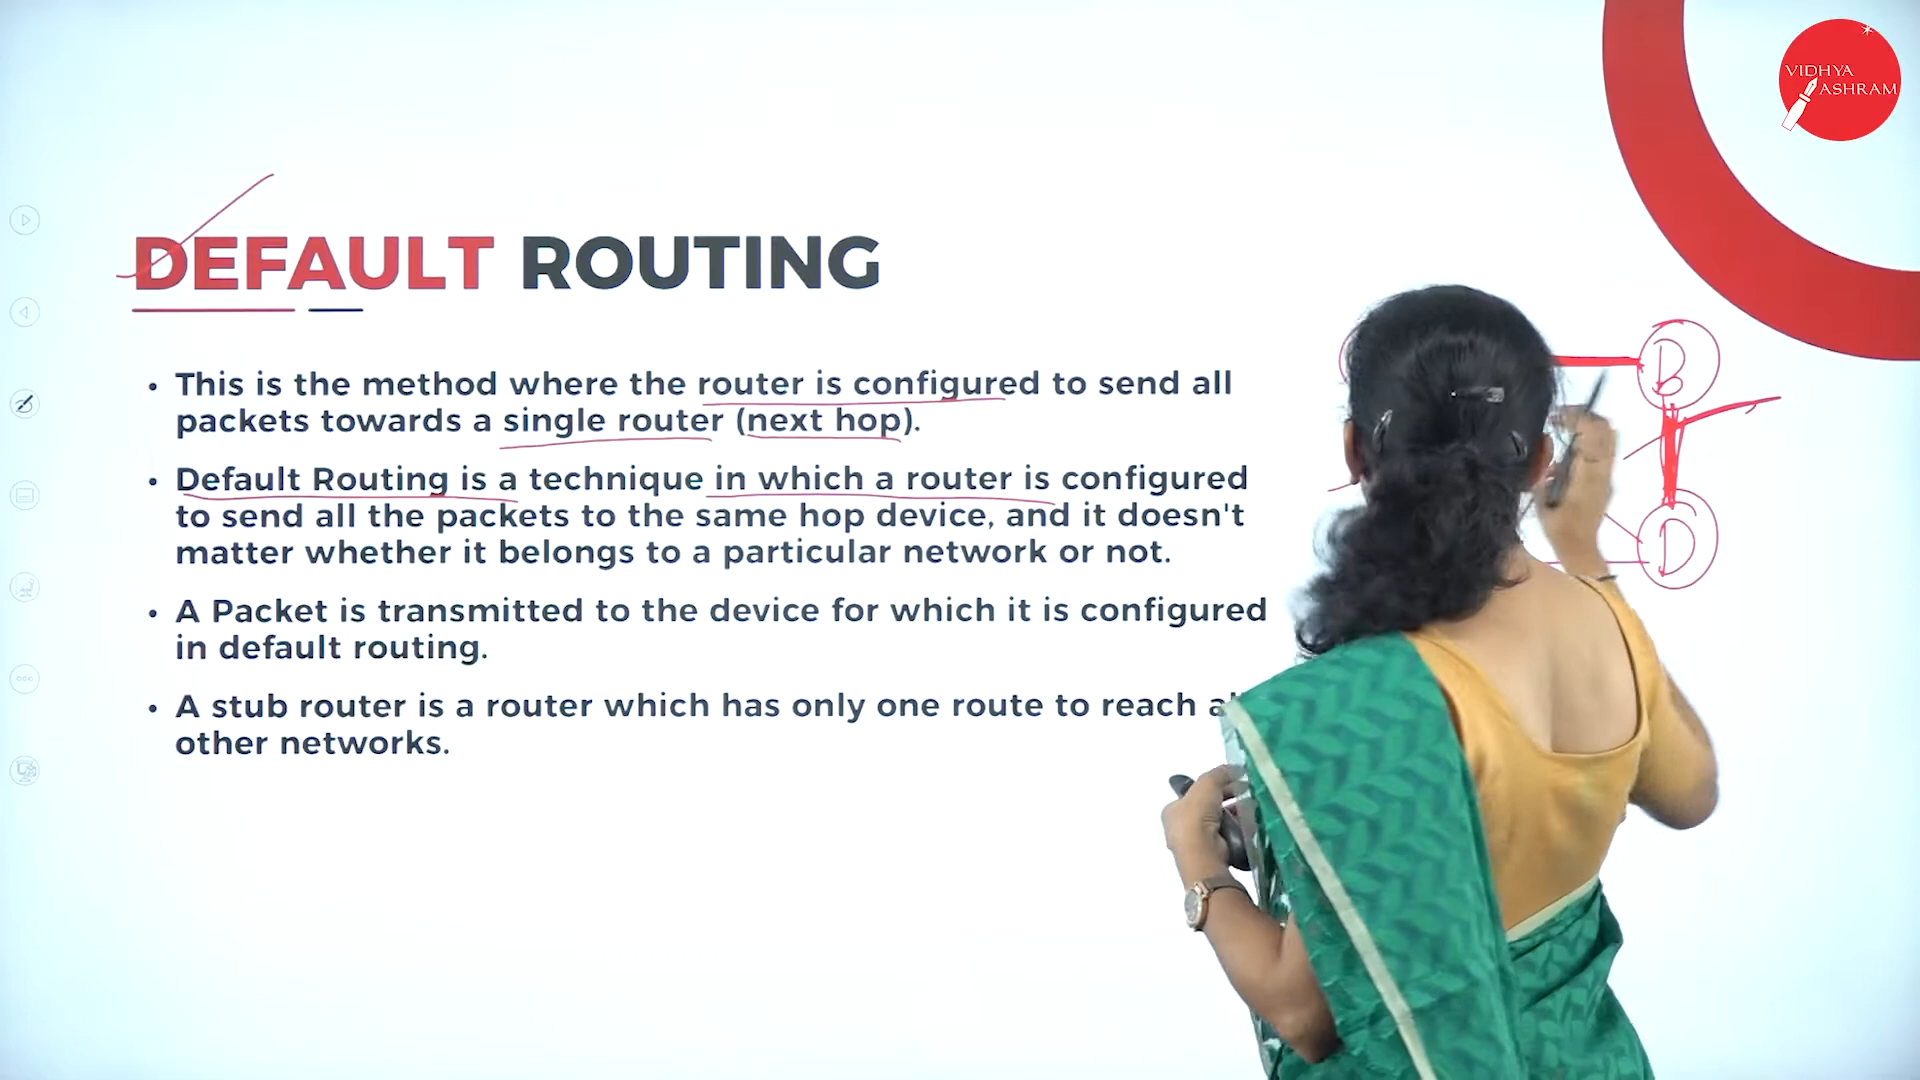 VIDHYA
ASHRAM
DEFAULT ROUTING
• This is the method where the router is configured to send all
packets towards a single router (next hop).
• Default Routing is a technique in which a router is configured
to send all the packets to the same hop device, and it doesn't
matter whether it belongs to a particular network or not.
• A Packet is transmitted to the device for which it is configured
in default routing.
• A stub router is a router which has only one route to reach
other networks.
B
D